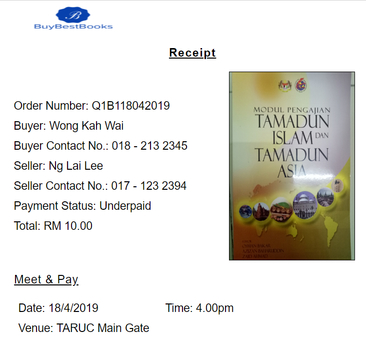 B
BuyBestBooks
Receipt
Order Number: Q1B118042019
Buyer: Wong Kah Wai
Buyer Contact No.: 018 - 213 2345
Seller: Ng Lai Lee
Seller Contact No.: 017 - 123 2394
Payment Status: Underpaid
Total: RM 10.00
MODUL PENGAJIAN
TAMADUN
ISLAM DAN
TAMADUN
ASIA
Meet & Pay
Date: 18/4/2019 Time: 4.00pm
Venue: TARUC Main Gate